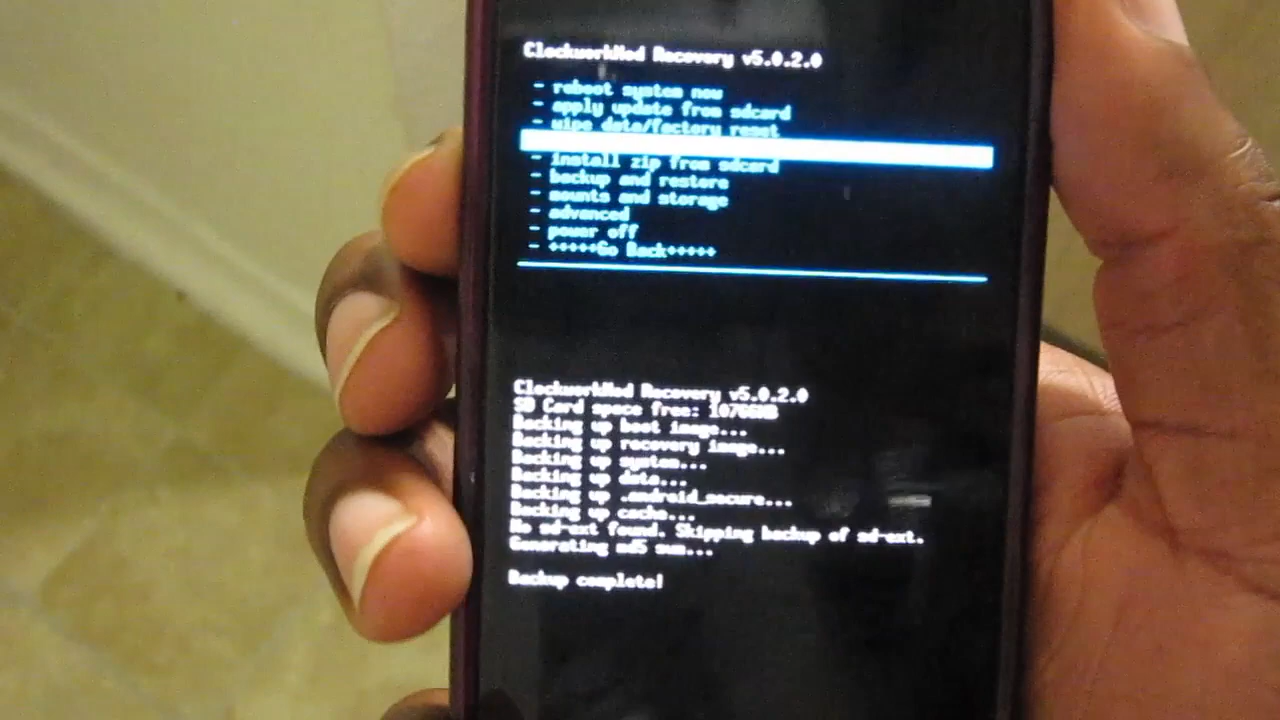 ClockworkMod Recovery v5.0.2.0
- reboot system now
- apply update from sdcard
- wipe data/factory reset
- install zip from sdcard
- backup and restore
- mounts and storage
- advanced
- power off
- +++++Go Back+++++
ClockworkMod Recovery v5.0.2.0
SD Card space free: 10766MB
Backing up boot image...
Backing up recovery image...
Backing up system...
Backing up data...
Backing up .android_secure...
Backing up cache...
No sd-ext found. Skipping backup of sd-ext.
Generating md5 sum...
Backup complete!